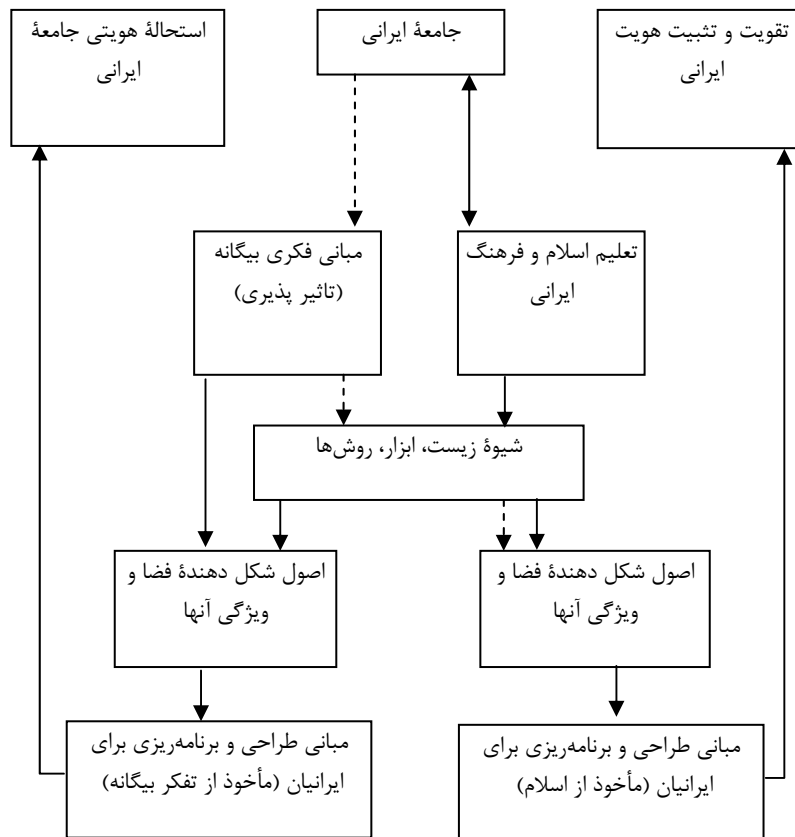 تقویت و تثبیت هویت
ایرانی
جامعهٔ ایرانی
استحالهٔ هویتی جامعهٔ
ایرانی
تعلیم اسلام و فرهنگ
ایرانی
مبانی فکری بیگانه
(تاثیر پذیری)
شیوهٔ زیست، ابزار، روش‌ها
اصول شکل دهندهٔ فضا و
ویژگی آنها
اصول شکل دهندهٔ فضا و
ویژگی آنها
مبانی طراحی و برنامه‌ریزی برای
ایرانیان (مأخوذ از اسلام)
مبانی طراحی و برنامه‌ریزی برای
ایرانیان (مأخوذ از تفکر بیگانه)